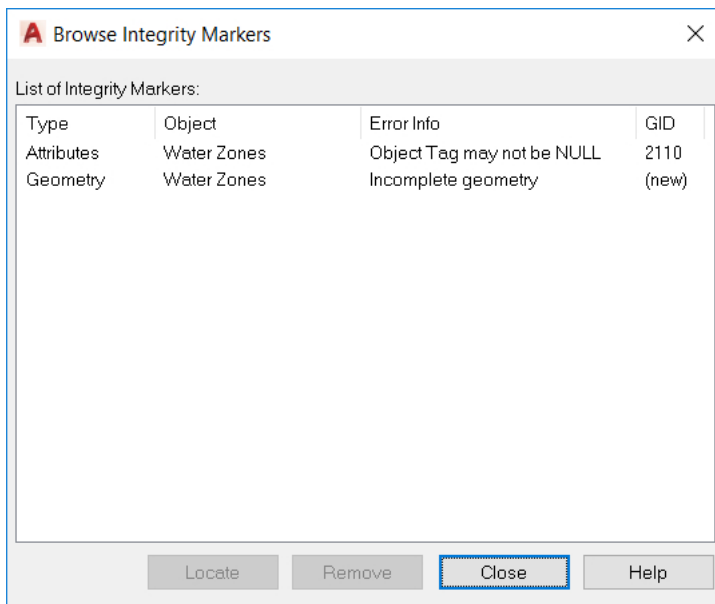 Browse Integrity Markers
List of Integrity Markers:
Type Object Error Info GID
Attributes Water Zones Object Tag may not be NULL 2110
Geometry Water Zones Incomplete geometry (new)
Locate Remove Close Help